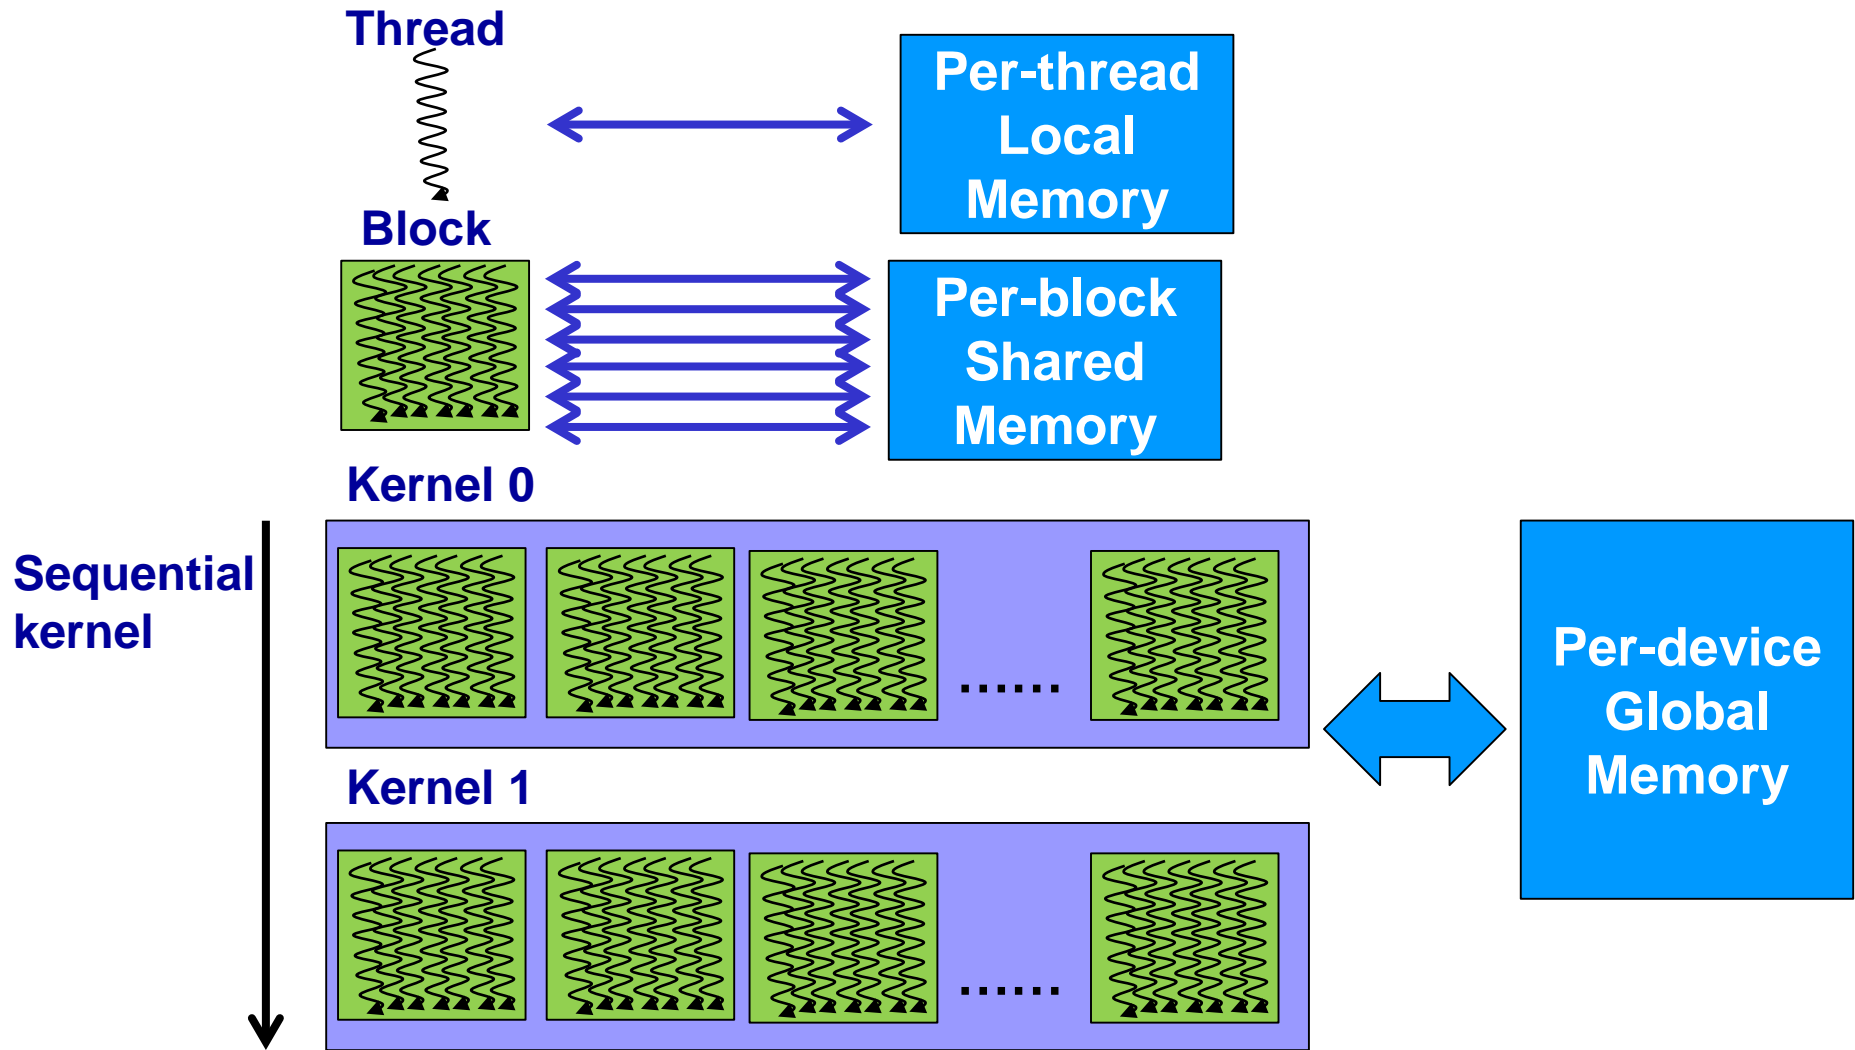 Thread
Per-thread
Local
Memory
Block
Per-block
Shared
Memory
Kernel 0
Sequential
kernel
......
Per-device
Global
Memory
Kernel 1
......